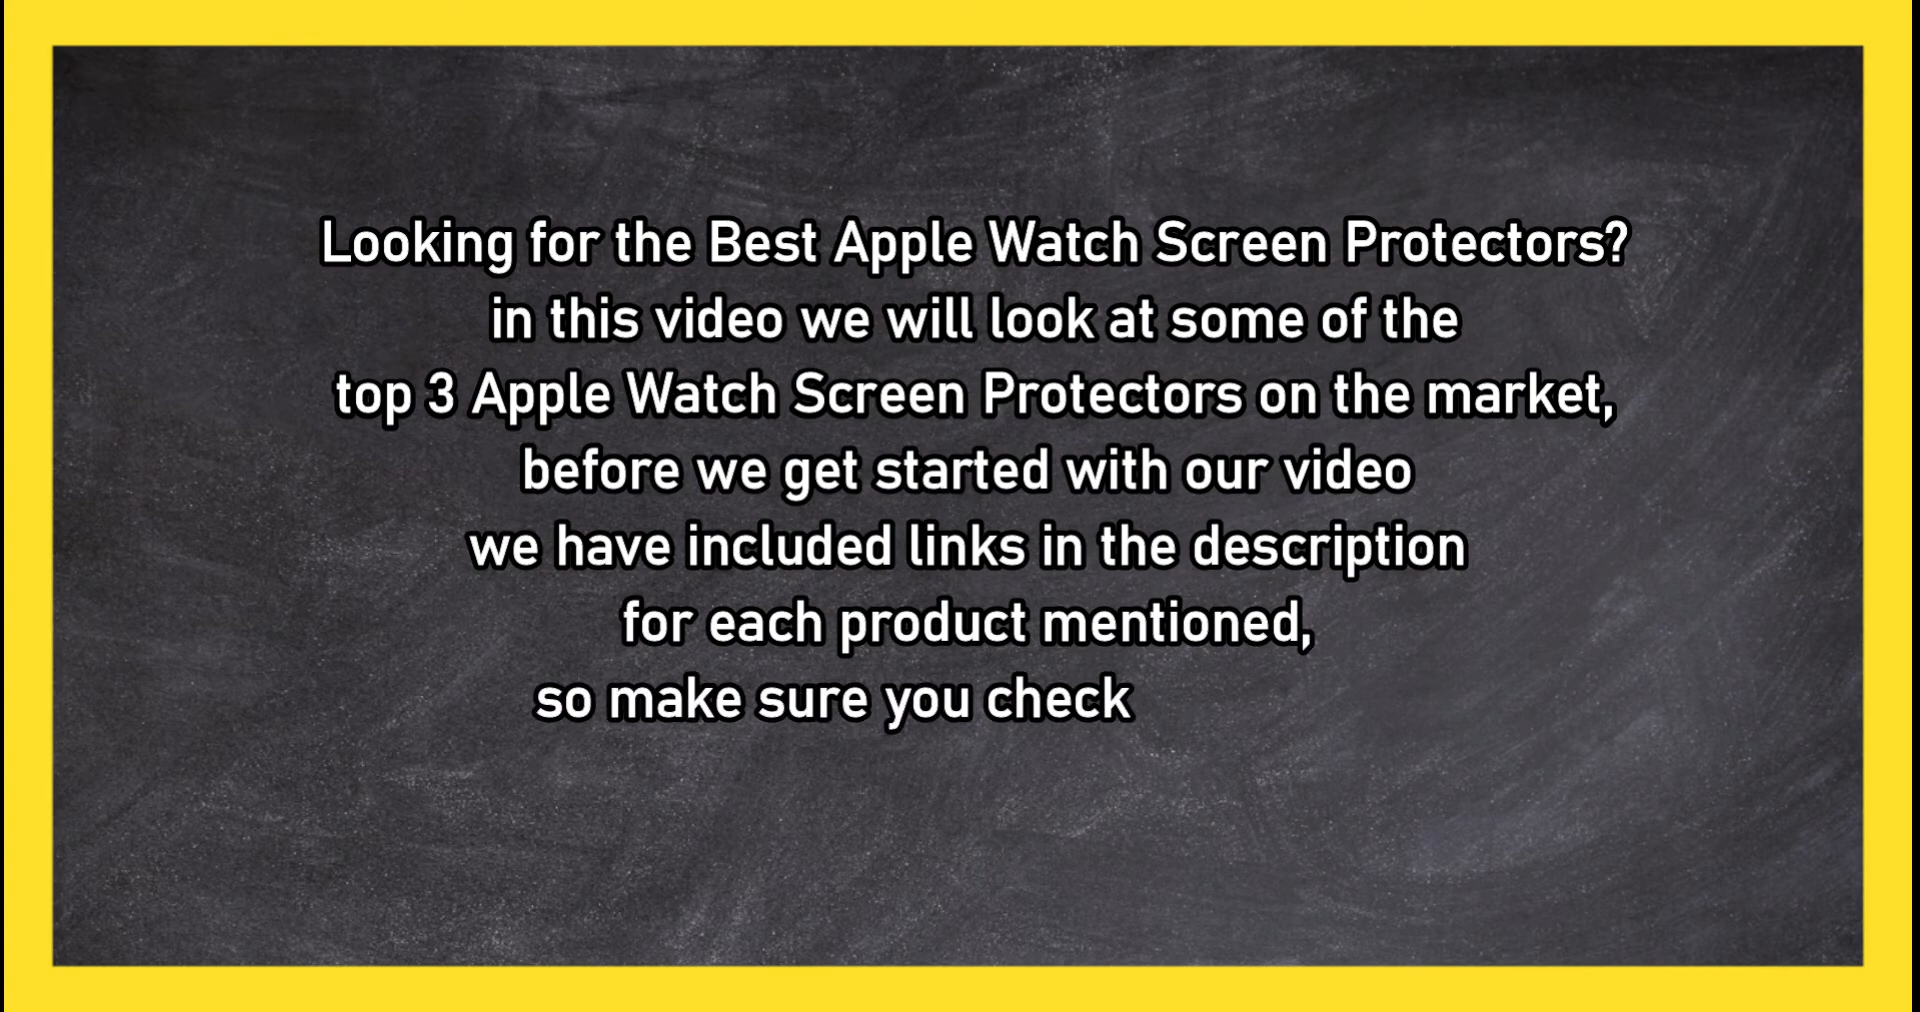 Looking for the Best Apple Watch Screen Protectors?
in this video we will look at some of the
top 3 Apple Watch Screen Protectors on the market,
before we get started with our video
we have included links in the description
for each product mentioned,
so make sure you check